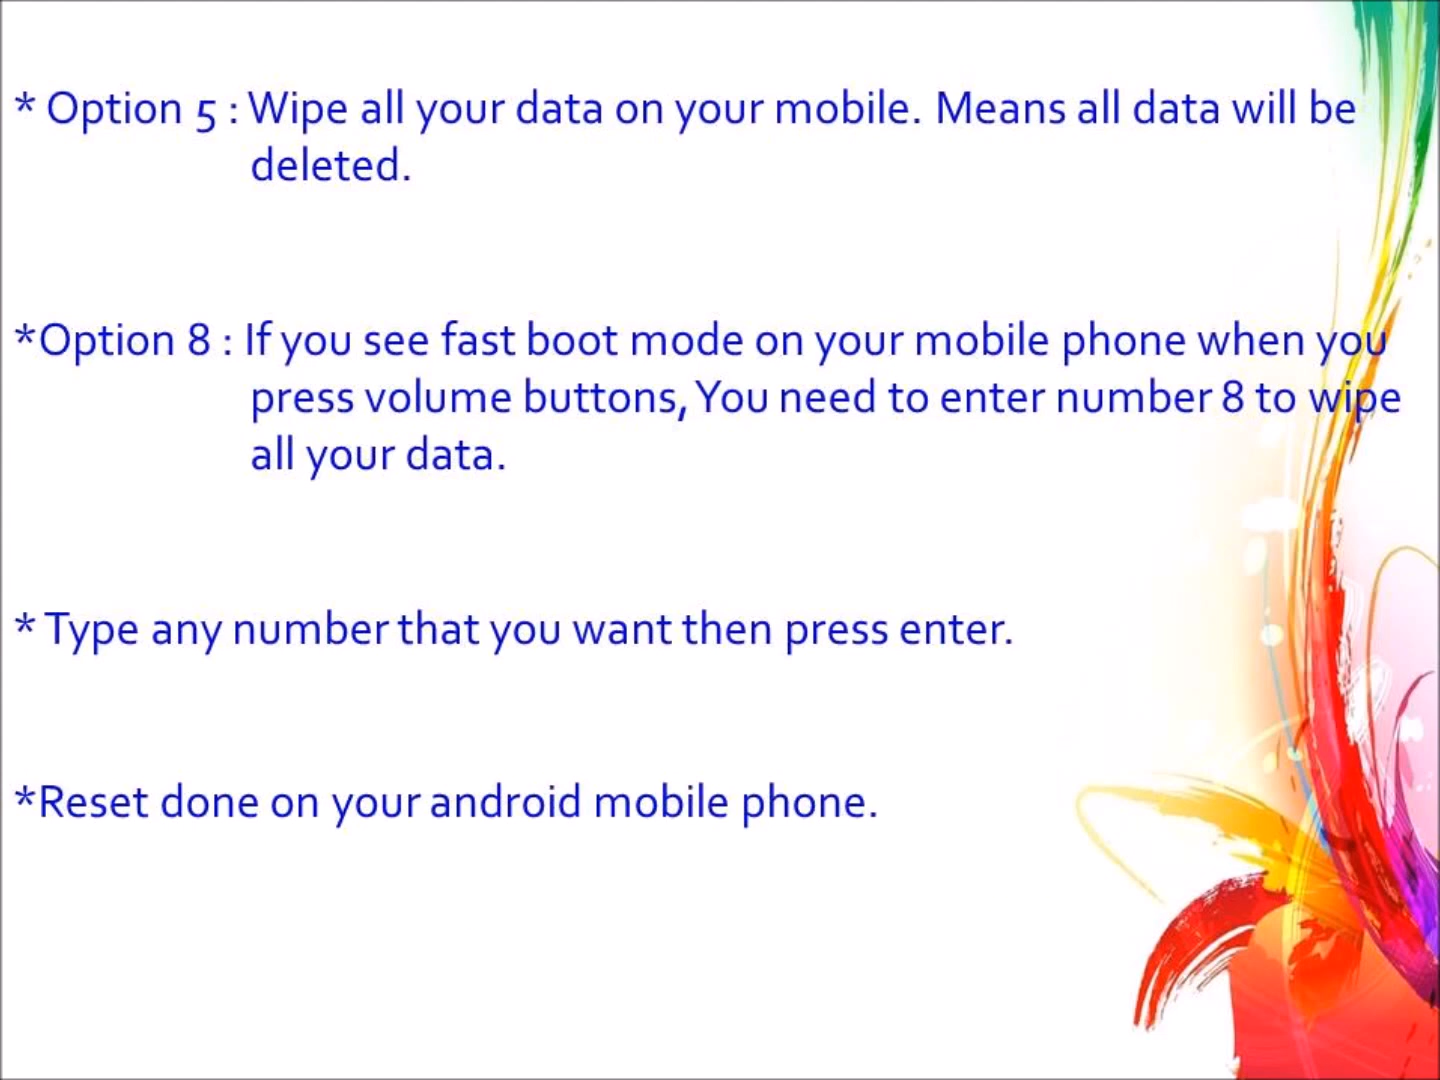 * Option 5 : Wipe all your data on your mobile. Means all data will be
deleted.
*Option 8 : If you see fast boot mode on your mobile phone when you
press volume buttons, You need to enter number 8 to wipe
all your data.
* Type any number that you want then press enter.
*Reset done on your android mobile phone.